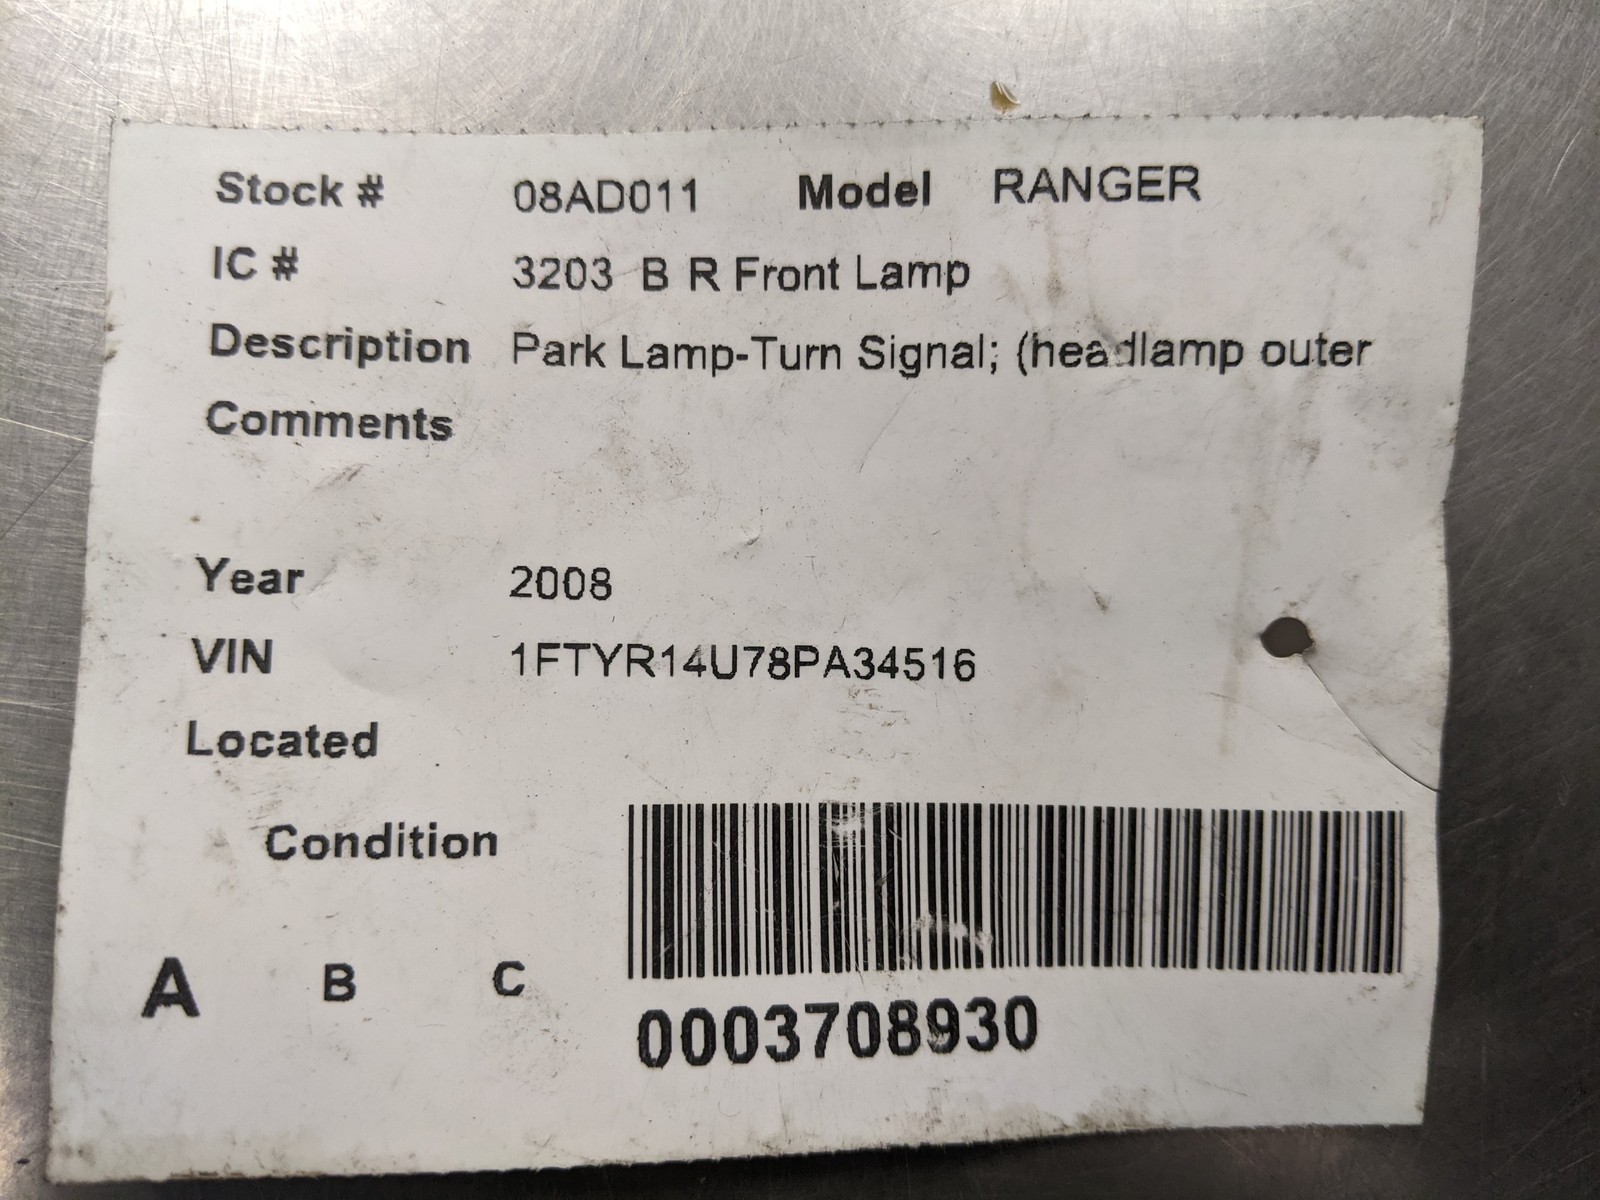 Stock # 08AD011 Model RANGER
IC # 3203 B R Front Lamp
Description Park Lamp-Turn Signal; (headlamp outer
Comments
Year 2008
VIN 1FTYR14U78PA34516
Located
Condition
A B C
0003708930